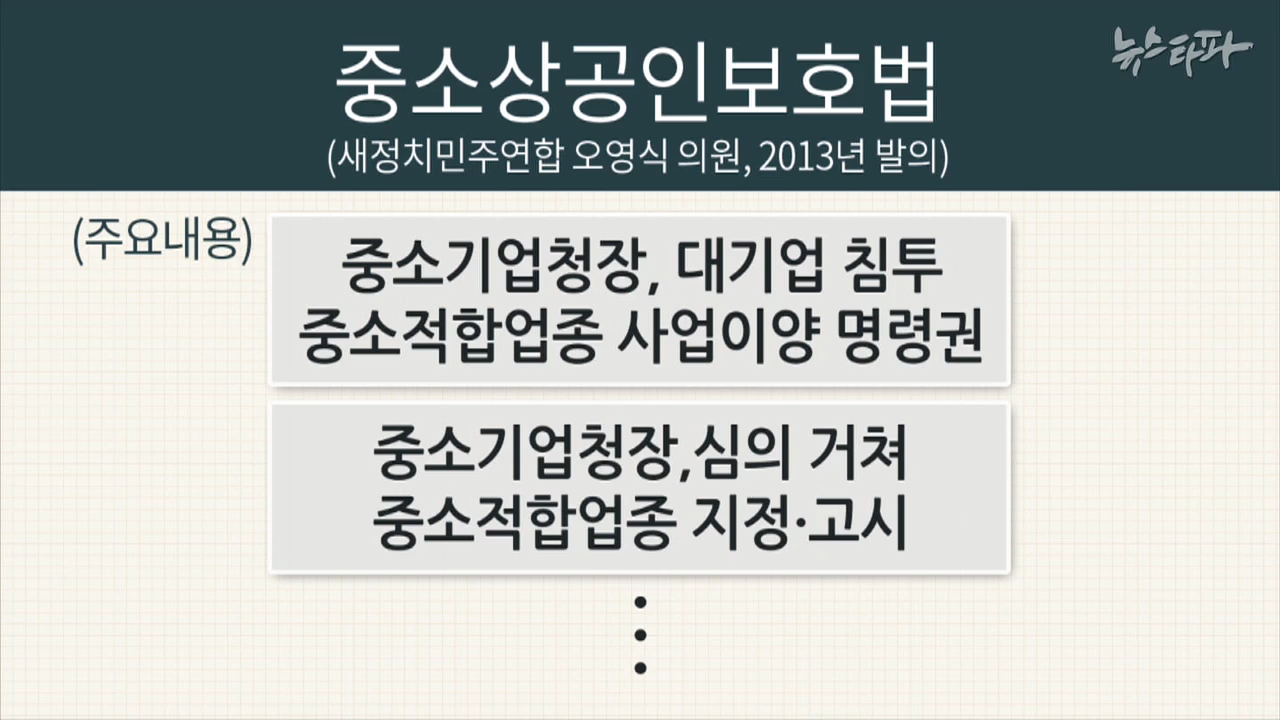 뉴스타파
중소상공인보호법
(새정치민주연합 오영식 의원, 2013년 발의)
(주요내용)
중소기업청장, 대기업 침투
중소적합업종 사업이양 명령권
중소기업청장,심의 거쳐
중소적합업종 지정·고시